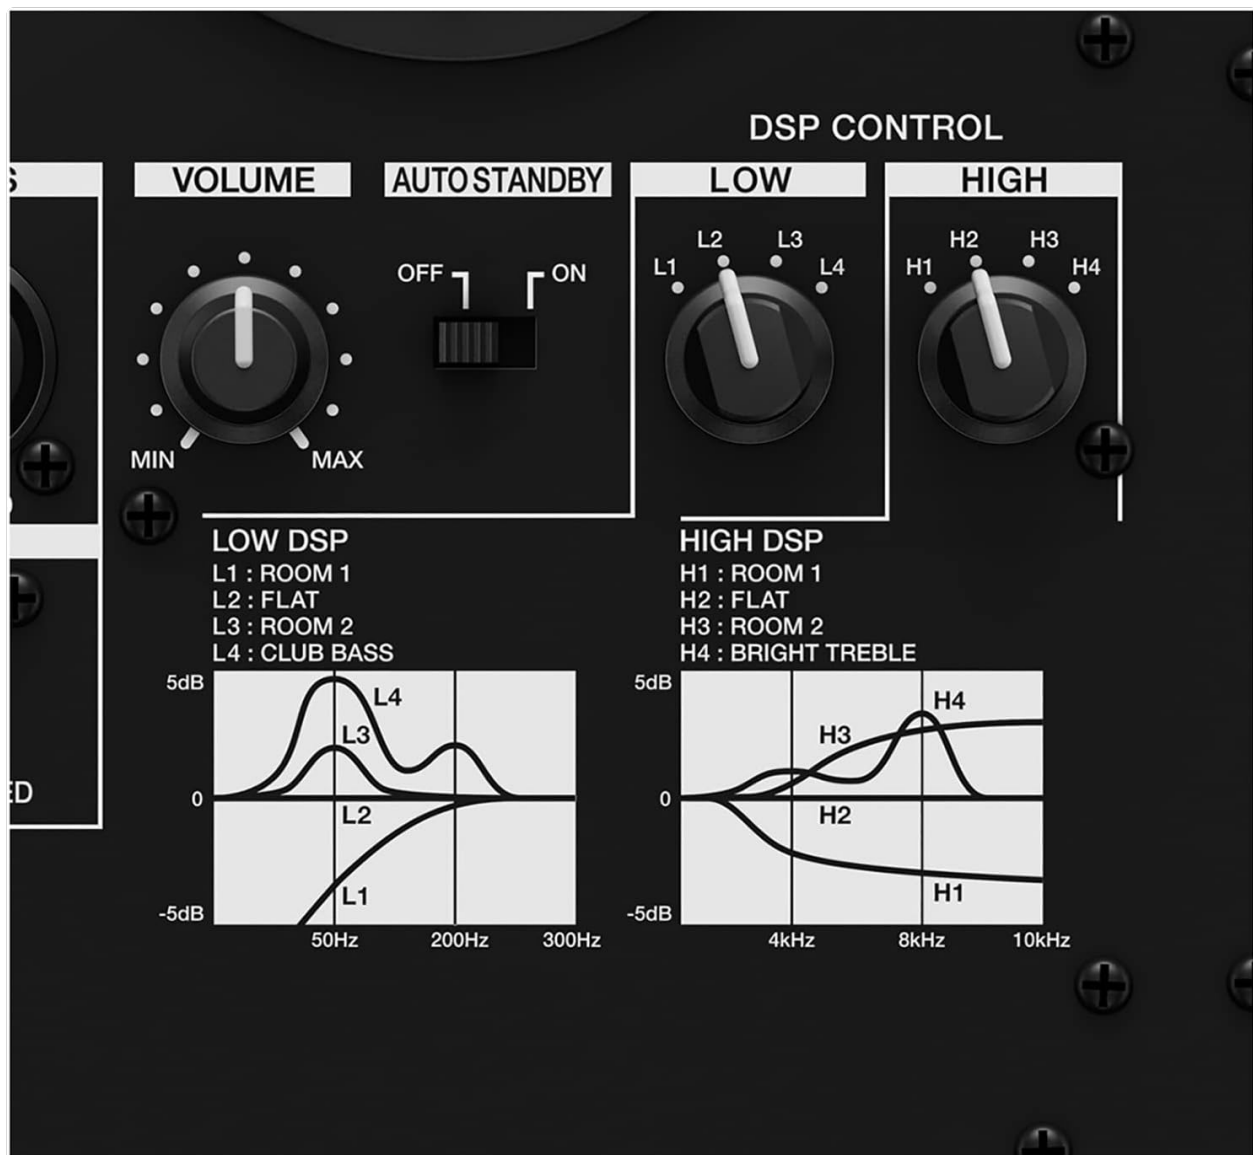 DSP CONTROL
VOLUME
AUTO STANDBY
LOW
HIGH
OFF
ON
L1
L2
L3
L4
H1
H2
H3
H4
MIN
MAX
LOW DSP
L1 : ROOM 1
L2 : FLAT
L3 : ROOM 2
L4 : CLUB BASS
5dB
0
-5dB
L4
L3
L2
L1
50Hz
200Hz
300Hz
HIGH DSP
H1 : ROOM 1
H2 : FLAT
H3 : ROOM 2
H4 : BRIGHT TREBLE
5dB
0
-5dB
H4
H3
H2
H1
4kHz
8kHz
10kHz